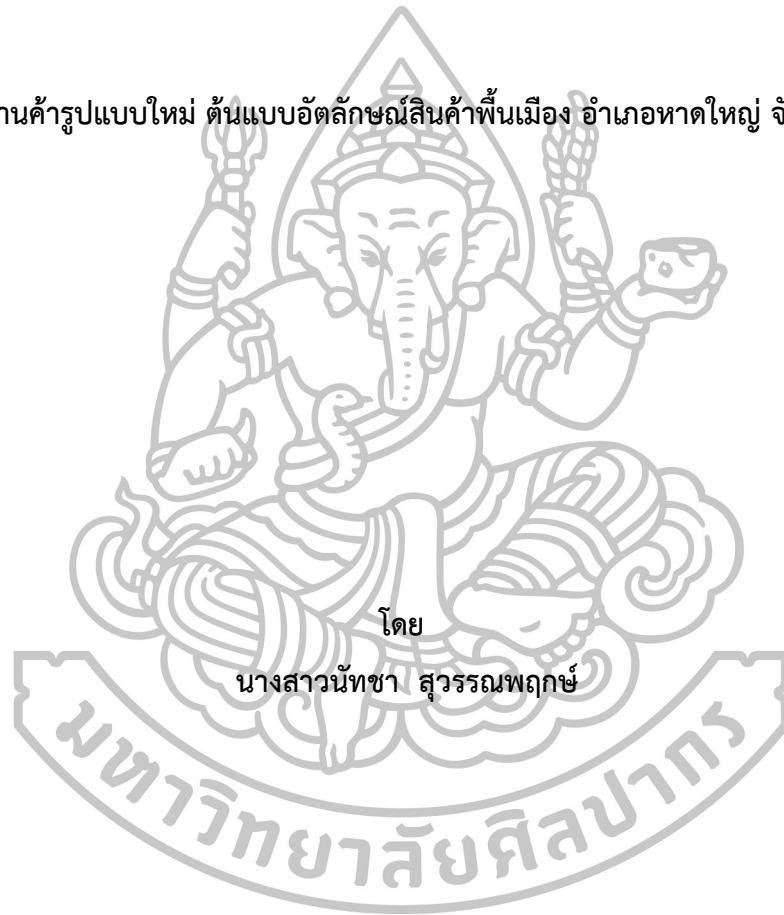 านค้ารูปแบบใหม่ ต้นแบบอัตลักษณ์สินค้าพื้นเมือง อำเภอหาดใหญ่ จั
โดย
นางสาวนัทชา สุวรรณพฤกษ์
มหาวิทยาลัยศิลปากร